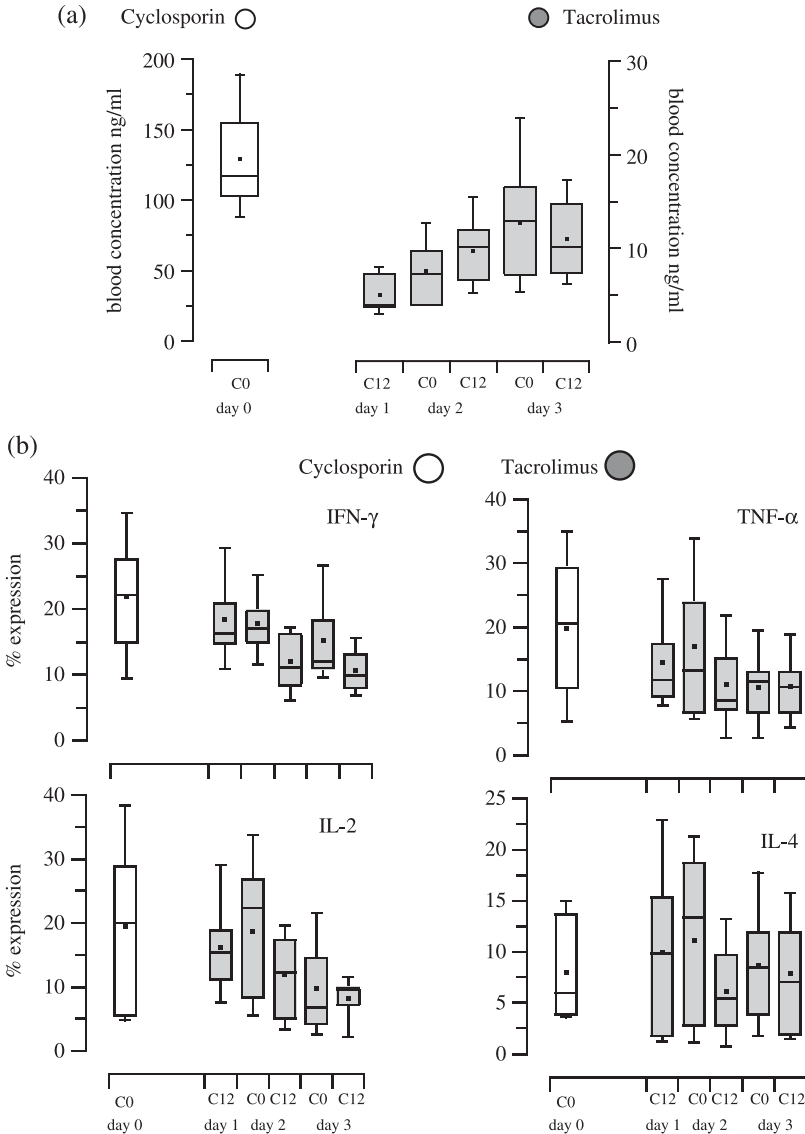 (a) Cyclosporin Tacrolimus
200 30
150 20
100
50 10
0 0
blood concentration ng/ml
blood concentration ng/ml
C0 C12 C0 C12 C0 C12
day 0 day 1 day 2 day 3
(b)
Cyclosporin Tacrolimus
40
30
20
10
0
% expression
IFN-γ
40
30
20
10
0
TNF-α
40
30
20
10
0
% expression
IL-2
C0 C12 C0 C12 C0 C12
day 0 day 1 day 2 day 3
25
20
15
10
5
0
IL-4
C0 C12 C0 C12 C0 C12
day 0 day 1 day 2 day 3